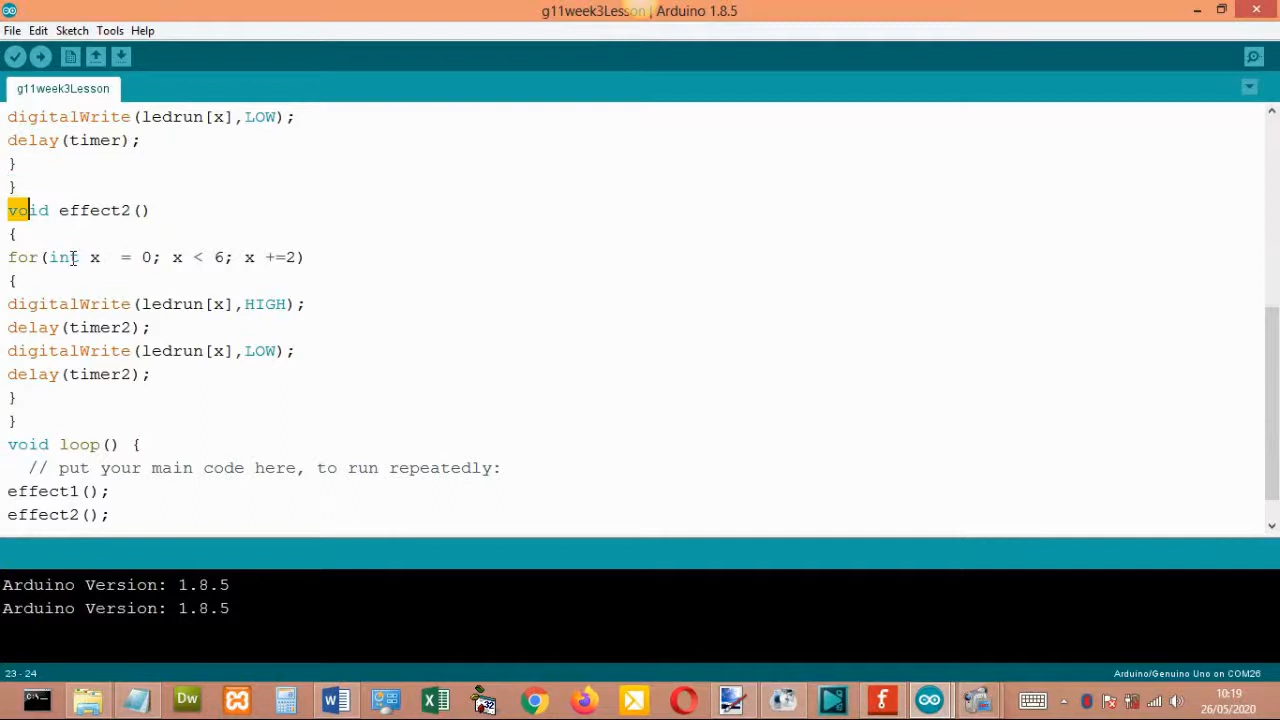 g11week3Lesson | Arduino 1.8.5
File Edit Sketch Tools Help
g11week3Lesson
digitalWrite(ledrun[x],LOW);
delay(timer);
}
}
void effect2()
{
for(int x  = 0; x < 6; x +=2)
{
digitalWrite(ledrun[x],HIGH);
delay(timer2);
digitalWrite(ledrun[x],LOW);
delay(timer2);
}
}
void loop() {
  // put your main code here, to run repeatedly:
effect1();
effect2();
Arduino Version: 1.8.5
Arduino Version: 1.8.5
23 - 24
Arduino/Genuino Uno on COM26
Dw
10:19
26/05/2020